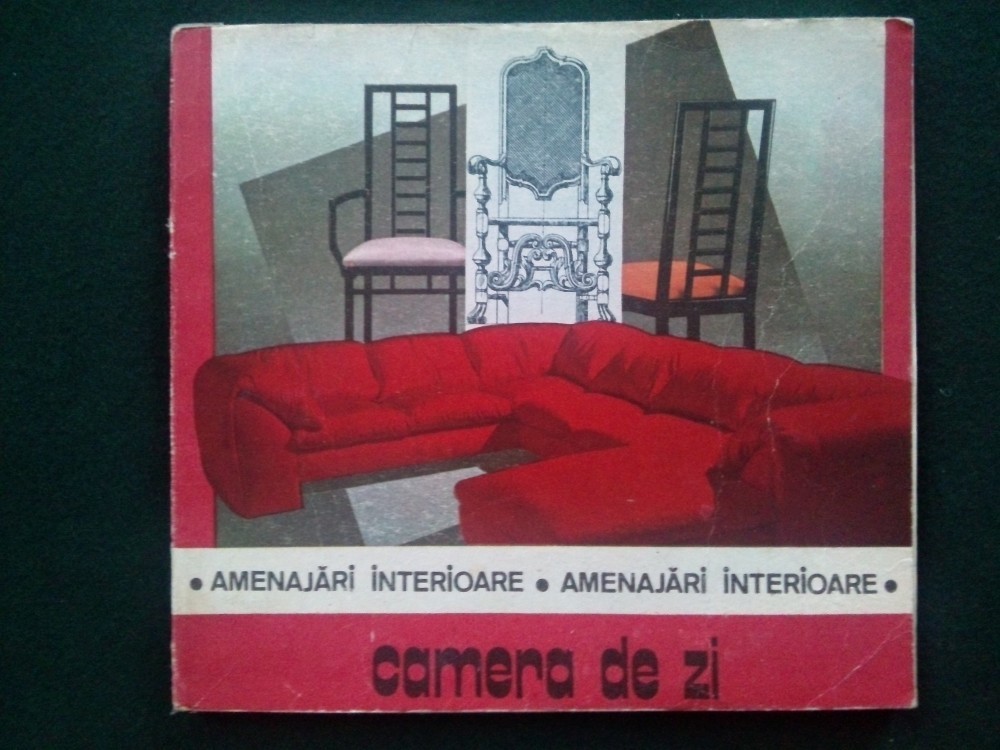 • AMENAJĂRi iNTERiOARE • AMENAJĂRi iNTERiOARE •
camera de zi